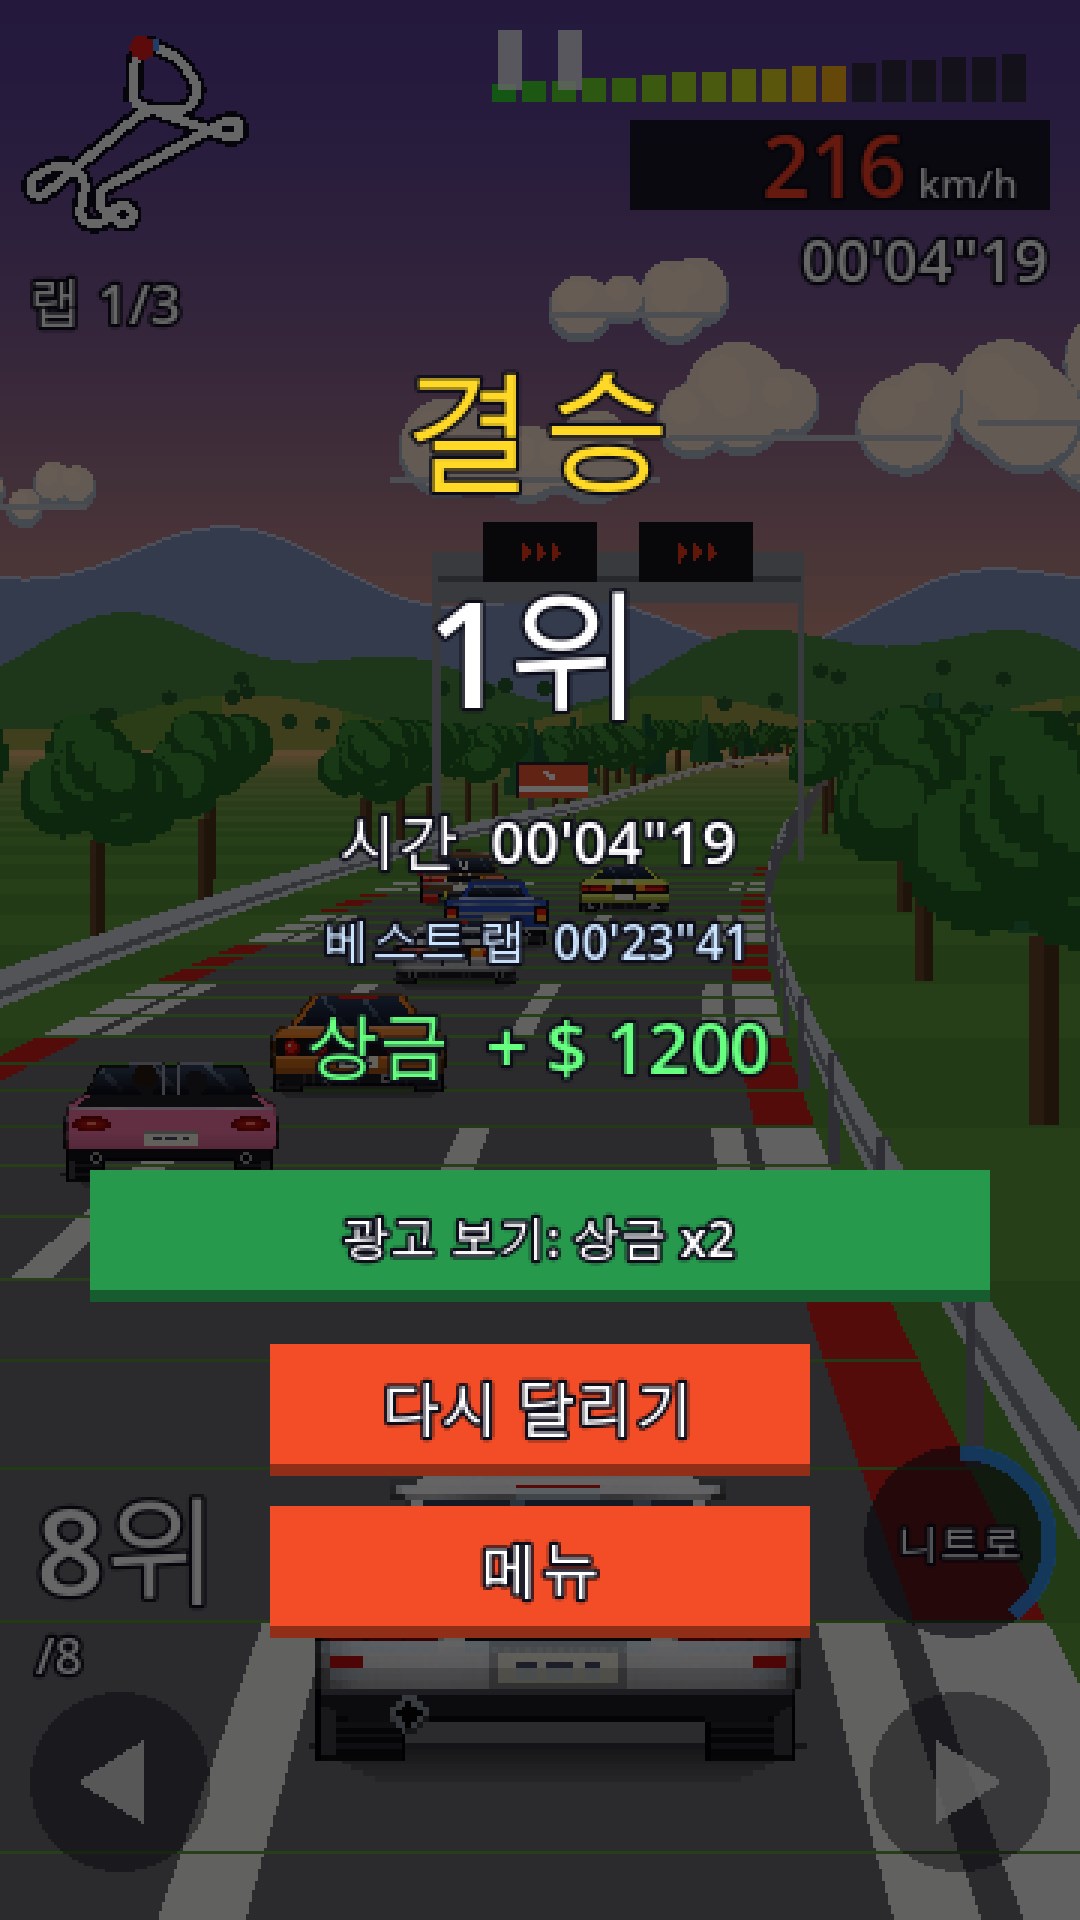 216 km/h
00'04"19
랩 1/3
결승
1위
시간 00'04"19
베스트 랩 00'23"41
상금 + $ 1200
광고 보기: 상금 x2
다시 달리기
메뉴
8위
/8
니트로